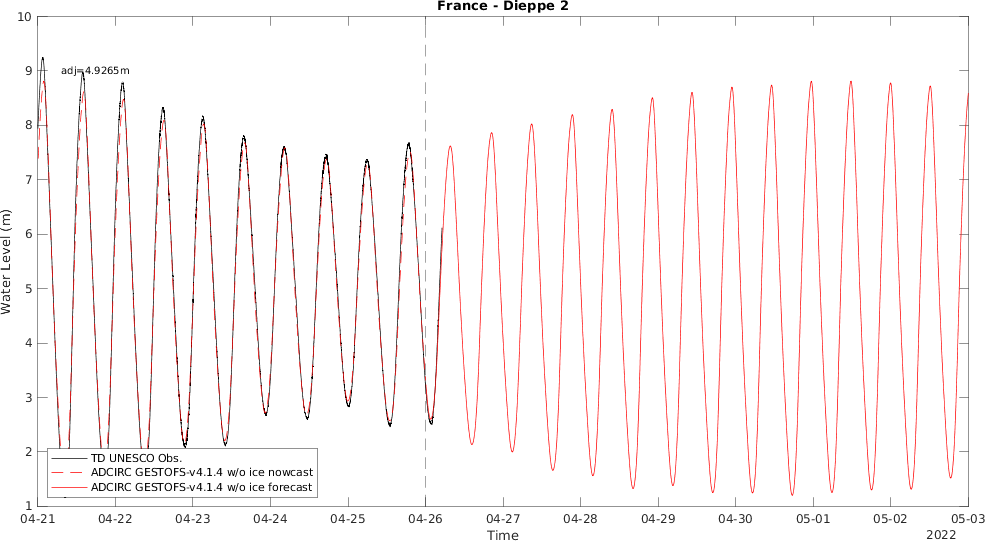 France - Dieppe 2
10
adj=4.9265m
9
8
7
6
5
4
3
2
1
Water Level (m)
TD UNESCO Obs.
ADCIRC GESTOFS-v4.1.4 w/o ice nowcast
ADCIRC GESTOFS-v4.1.4 w/o ice forecast
04-21 04-22 04-23 04-24 04-25 04-26 04-27 04-28 04-29 04-30 05-01 05-02 05-03
Time
2022